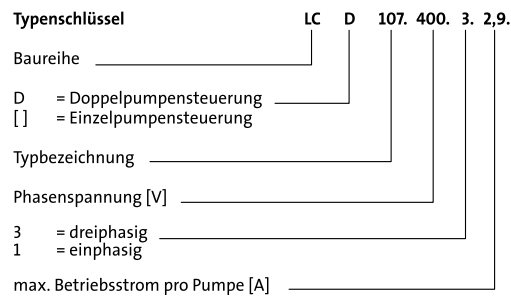 Typenschlüssel LC D 107. 400. 3. 2,9.
Baureihe
D = Doppelpumpensteuerung
[ ] = Einzelpumpensteuerung
Typbezeichnung
Phasenspannung [V]
3 = dreiphasig
1 = einphasig
max. Betriebsstrom pro Pumpe [A]